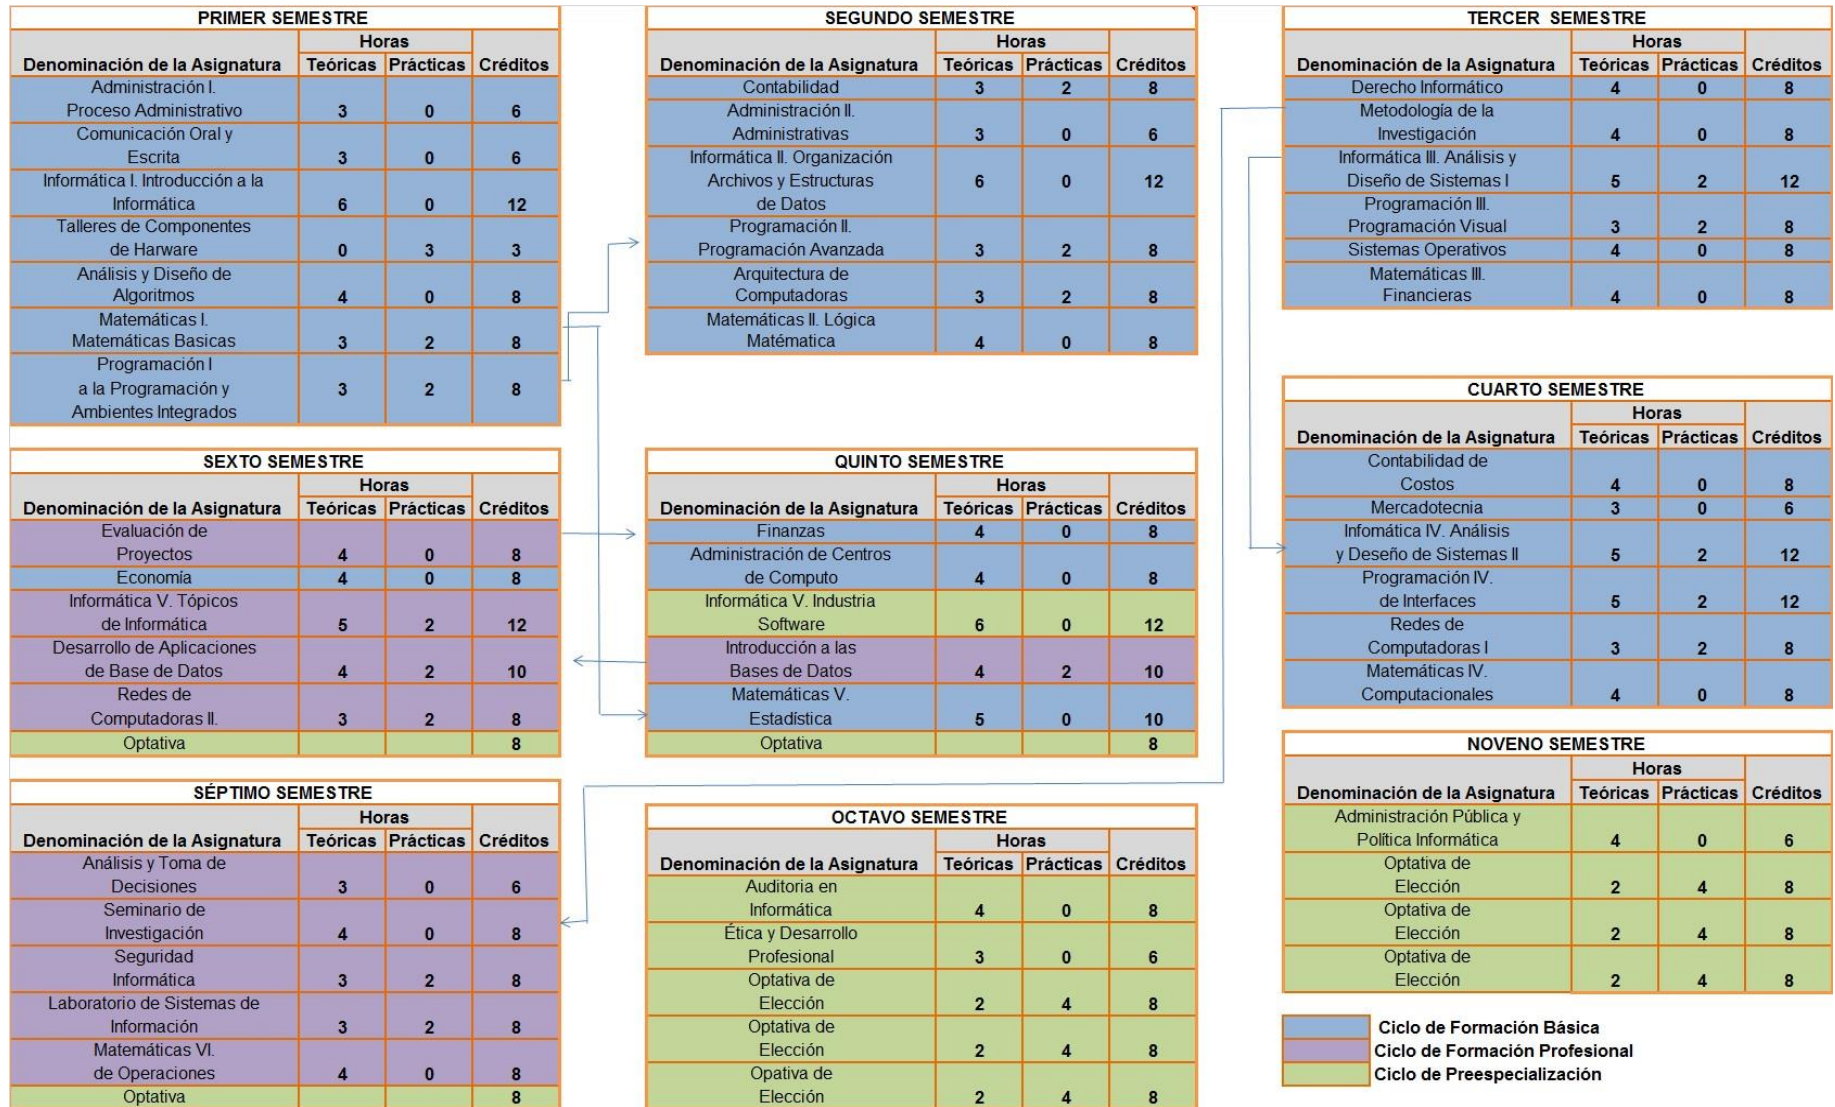 PRIMER SEMESTRE
Horas
Denominación de la Asignatura Teóricas Prácticas Créditos
Administración I.
Proceso Administrativo 3 0 6
Comunicación Oral y
Escrita 3 0 6
Informática I. Introducción a la
Informática 6 0 12
Talleres de Componentes
de Harware 0 3 3
Análisis y Diseño de
Algoritmos 4 0 8
Matemáticas I.
Matemáticas Basicas 3 2 8
Programación I
a la Programación y 3 2 8
Ambientes Integrados
SEGUNDO SEMESTRE
Horas
Denominación de la Asignatura Teóricas Prácticas Créditos
Contabilidad 3 2 8
Administración II.
Administrativas 3 0 6
Informática II. Organización
Archivos y Estructuras 6 0 12
de Datos
Programación II.
Programación Avanzada 3 2 8
Arquitectura de
Computadoras 3 2 8
Matemáticas II. Lógica
Matématica 4 0 8
TERCER SEMESTRE
Horas
Denominación de la Asignatura Teóricas Prácticas Créditos
Derecho Informático 4 0 8
Metodología de la
Investigación 4 0 8
Informática III. Análisis y
Diseño de Sistemas I 5 2 12
Programación III.
Programación Visual 3 2 8
Sistemas Operativos 4 0 8
Matemáticas III.
Financieras 4 0 8
CUARTO SEMESTRE
Horas
Denominación de la Asignatura Teóricas Prácticas Créditos
Contabilidad de
Costos 4 0 8
Mercadotecnia 3 0 6
Infomática IV. Análisis
y Deseño de Sistemas II 5 2 12
Programación IV.
de Interfaces 5 2 12
Redes de
Computadoras I 3 2 8
Matemáticas IV.
Computacionales 4 0 8
SEXTO SEMESTRE
Horas
Denominación de la Asignatura Teóricas Prácticas Créditos
Evaluación de
Proyectos 4 0 8
Economía 4 0 8
Informática V. Tópicos
de Informática 5 2 12
Desarrollo de Aplicaciones
de Base de Datos 4 2 10
Redes de
Computadoras II. 3 2 8
Optativa 8
QUINTO SEMESTRE
Horas
Denominación de la Asignatura Teóricas Prácticas Créditos
Finanzas 4 0 8
Administración de Centros
de Computo 4 0 8
Informática V. Industria
Software 6 0 12
Introducción a las
Bases de Datos 4 2 10
Matemáticas V.
Estadística 5 0 10
Optativa 8
SÉPTIMO SEMESTRE
Horas
Denominación de la Asignatura Teóricas Prácticas Créditos
Análisis y Toma de
Decisiones 3 0 6
Seminario de
Investigación 4 0 8
Seguridad
Informática 3 2 8
Laboratorio de Sistemas de
Información 3 2 8
Matemáticas VI.
de Operaciones 4 0 8
Optativa 8
OCTAVO SEMESTRE
Horas
Denominación de la Asignatura Teóricas Prácticas Créditos
Auditoria en
Informática 4 0 8
Ética y Desarrollo
Profesional 3 0 6
Optativa de
Elección 2 4 8
Optativa de
Elección 2 4 8
Opativa de
Elección 2 4 8
NOVENO SEMESTRE
Horas
Denominación de la Asignatura Teóricas Prácticas Créditos
Administración Pública y
Política Informática 4 0 6
Optativa de
Elección 2 4 8
Optativa de
Elección 2 4 8
Optativa de
Elección 2 4 8
Ciclo de Formación Básica
Ciclo de Formación Profesional
Ciclo de Preespecialización